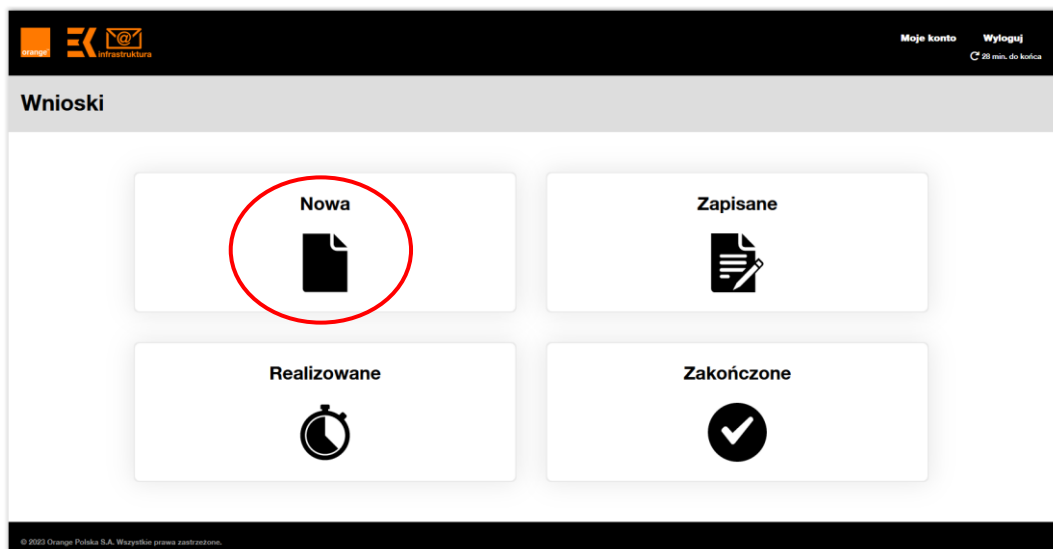 orange
EK
@
infrastruktura
Moje konto Wyloguj
28 min. do końca
Wnioski
Nowa
Zapisane
Realizowane
Zakończone
© 2023 Orange Polska S.A. Wszystkie prawa zastrzeżone.